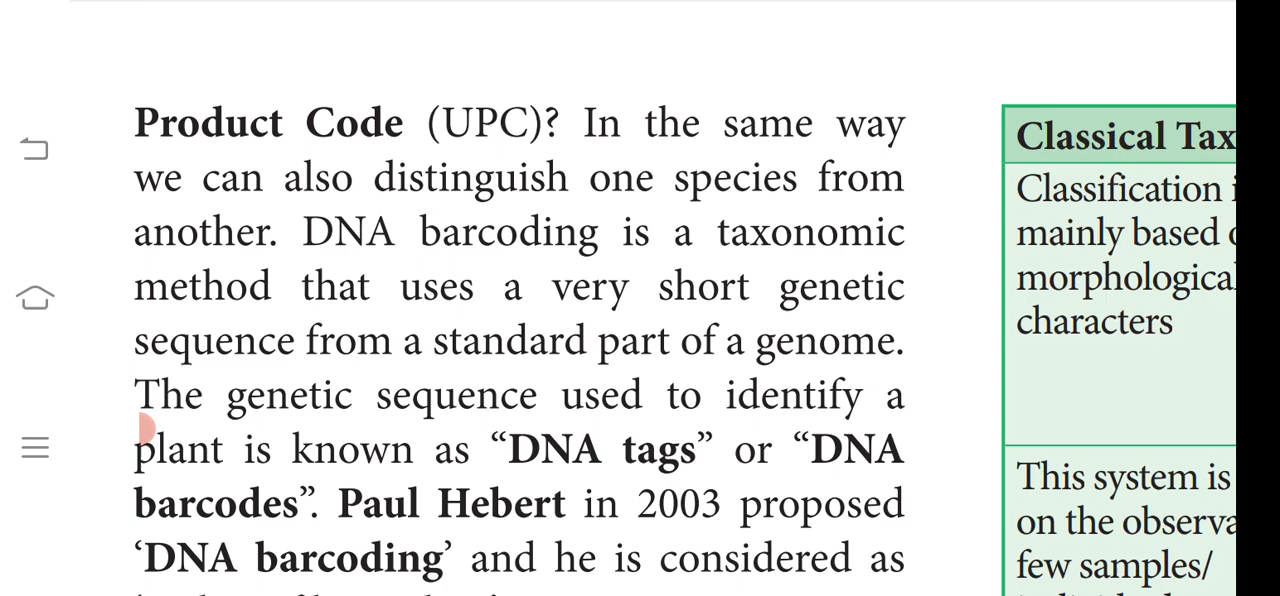 Product Code (UPC)? In the same way
we can also distinguish one species from
another. DNA barcoding is a taxonomic
method that uses a very short genetic
sequence from a standard part of a genome.
The genetic sequence used to identify a
plant is known as “DNA tags” or “DNA
barcodes”. Paul Hebert in 2003 proposed
‘DNA barcoding’ and he is considered as
Classical Tax
Classification
mainly based
morphological
characters
This system is
on the observa
few samples/